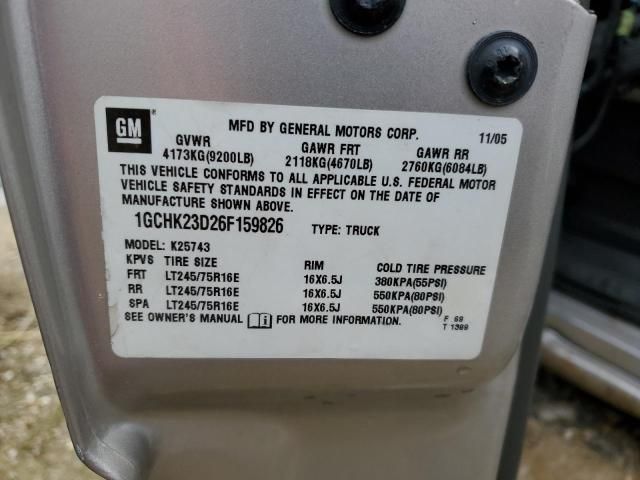 GM ®
MFD BY GENERAL MOTORS CORP. 11/05
GVWR GAWR FRT GAWR RR
4173KG(9200LB) 2118KG(4670LB) 2760KG(6084LB)
THIS VEHICLE CONFORMS TO ALL APPLICABLE U.S. FEDERAL MOTOR
VEHICLE SAFETY STANDARDS IN EFFECT ON THE DATE OF
MANUFACTURE SHOWN ABOVE.
1GCHK23D26F159826 TYPE: TRUCK
MODEL: K25743
KPVS TIRE SIZE RIM COLD TIRE PRESSURE
FRT LT245/75R16E 16X6.5J 380KPA(55PSI)
RR LT245/75R16E 16X6.5J 550KPA(80PSI)
SPA LT245/75R16E 16X6.5J 550KPA(80PSI)
SEE OWNER'S MANUAL FOR MORE INFORMATION. F 69
T 1389